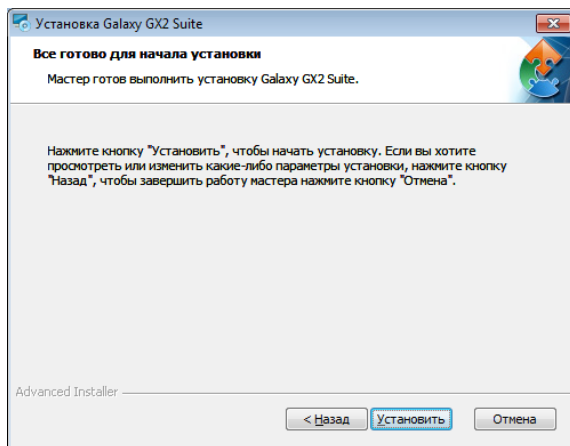 Установка Galaxy GX2 Suite
Все готово для начала установки
Мастер готов выполнить установку Galaxy GX2 Suite.
Нажмите кнопку "Установить", чтобы начать установку. Если вы хотите
просмотреть или изменить какие-либо параметры установки, нажмите кнопку
"Назад", чтобы завершить работу мастера нажмите кнопку "Отмена".
Advanced Installer
< Назад Установить Отмена